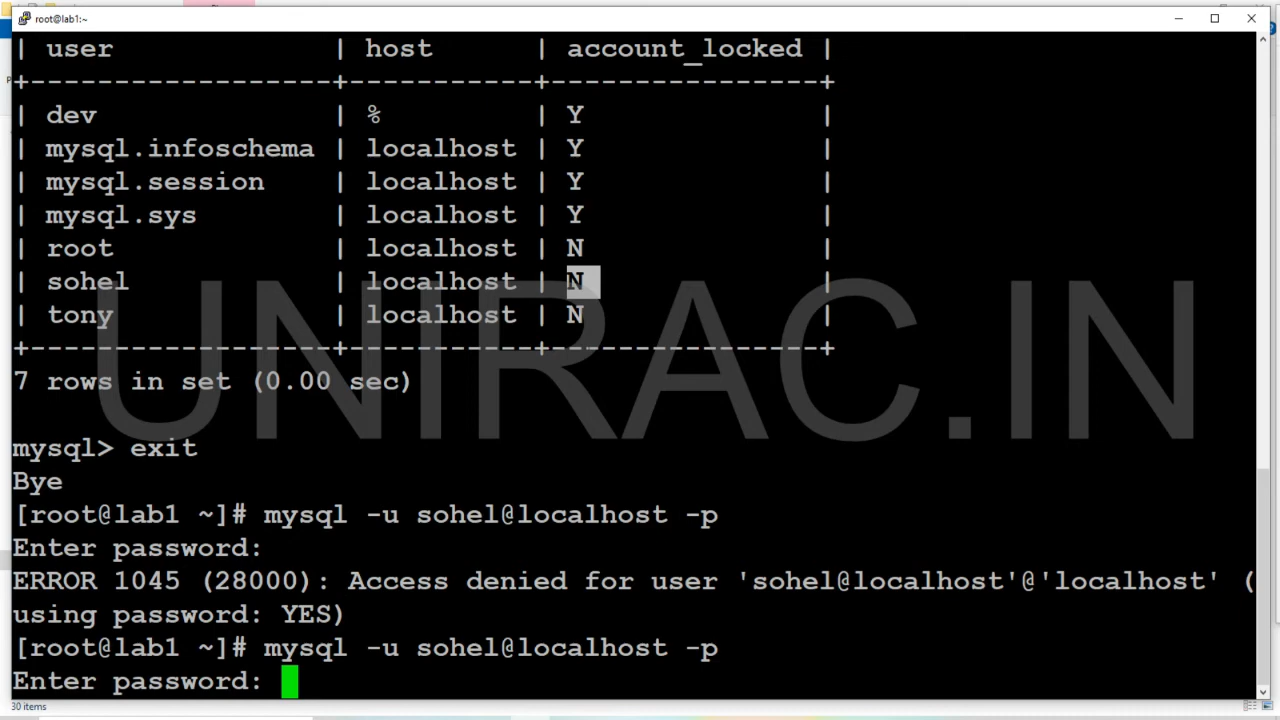 root@lab1:~
| user | host | account_locked |
+------------------+-----------+----------------+
| dev | % | Y |
| mysql.infoschema | localhost | Y |
| mysql.session | localhost | Y |
| mysql.sys | localhost | Y |
| root | localhost | N |
| sohel | localhost | N |
| tony | localhost | N |
+------------------+-----------+----------------+
7 rows in set (0.00 sec)
UNIRAC.IN
mysql> exit
Bye
[root@lab1 ~]# mysql -u sohel@localhost -p
Enter password:
ERROR 1045 (28000): Access denied for user 'sohel@localhost'@'localhost' (
using password: YES)
[root@lab1 ~]# mysql -u sohel@localhost -p
Enter password:
30 items